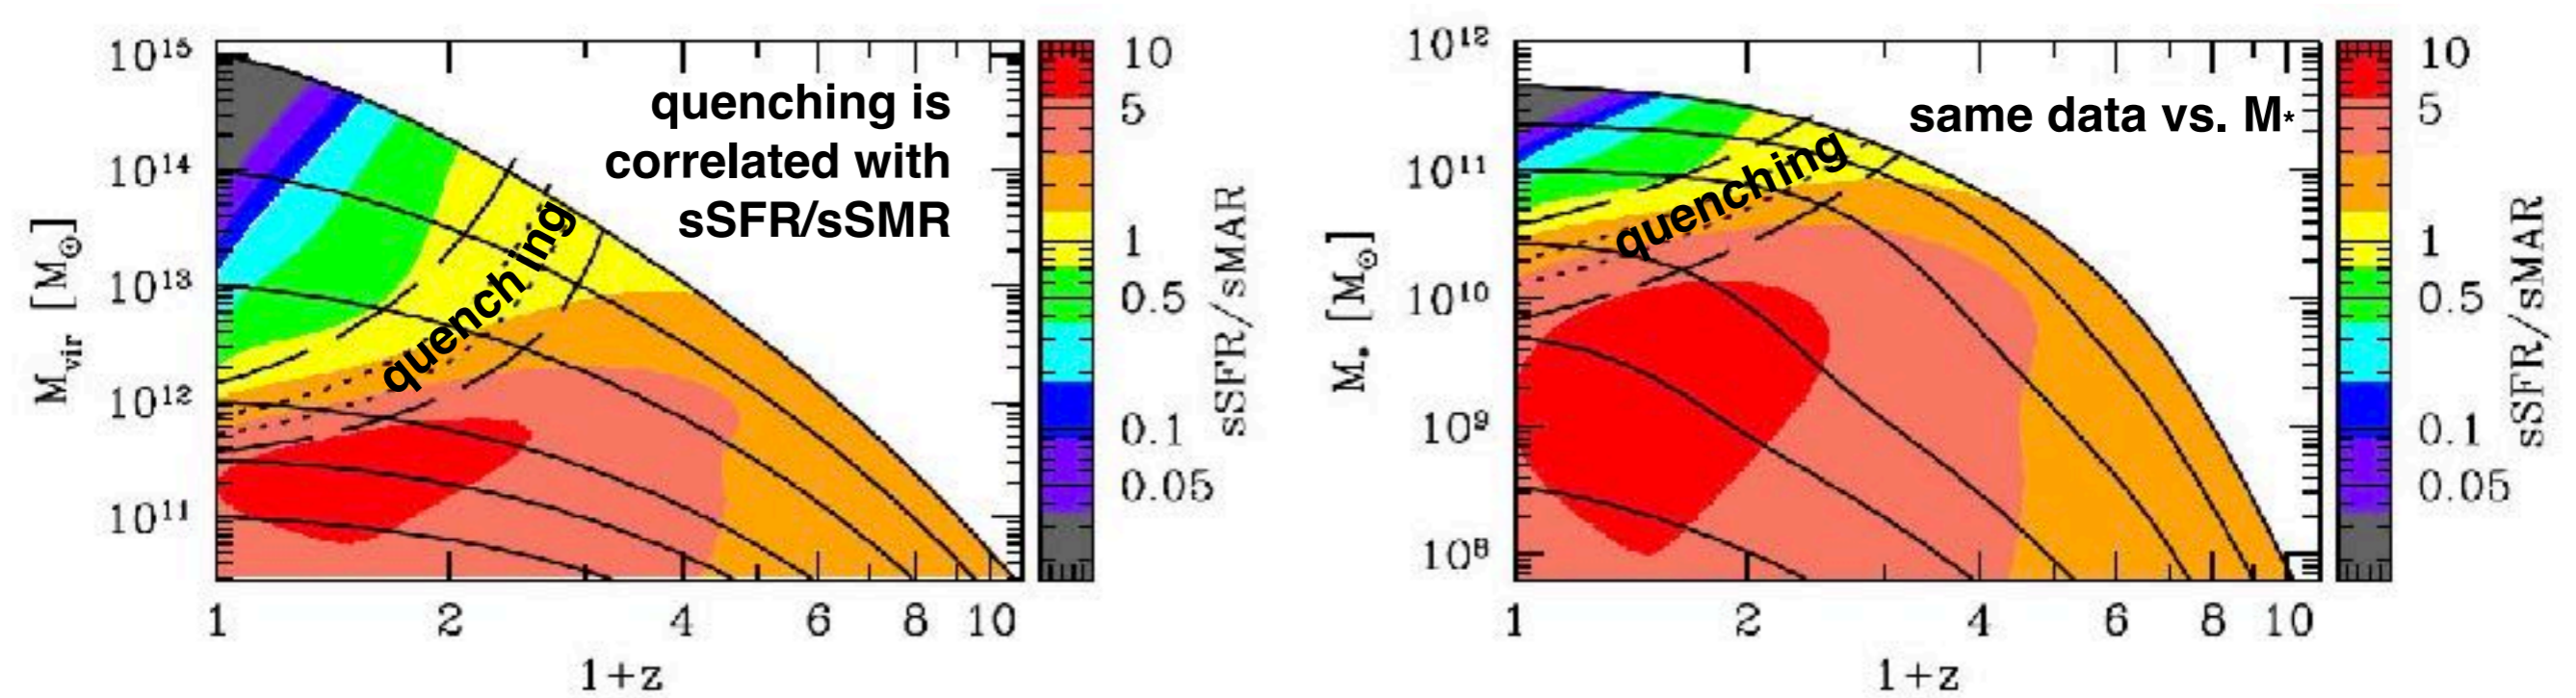 quenching is
correlated with
sSFR/sSMR
quenching
10¹⁵
10¹⁴
10¹³
10¹²
10¹¹
M_vir [M_⊙]
1 2 4 6 8 10
1+z
10
5
1
0.5
0.1
0.05
sSFR/sMAR
same data vs. M*
quenching
10¹²
10¹¹
10¹⁰
10⁹
10⁸
M_* [M_⊙]
1 2 4 6 8 10
1+z
10
5
1
0.5
0.1
0.05
sSFR/sMAR